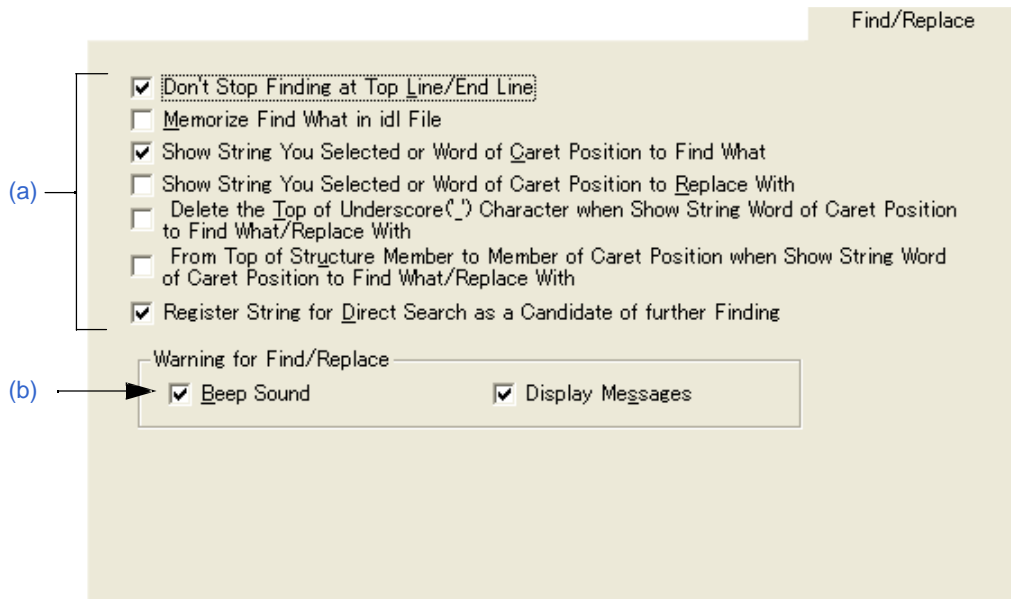 Find/Replace
Don't Stop Finding at Top Line/End Line
Memorize Find What in idl File
Show String You Selected or Word of Caret Position to Find What
(a)
Show String You Selected or Word of Caret Position to Replace With
Delete the Top of Underscore('_') Character when Show String Word of Caret Position
to Find What/Replace With
From Top of Structure Member to Member of Caret Position when Show String Word
of Caret Position to Find What/Replace With
Register String for Direct Search as a Candidate of further Finding
Warning for Find/Replace
(b)
Beep Sound
Display Messages